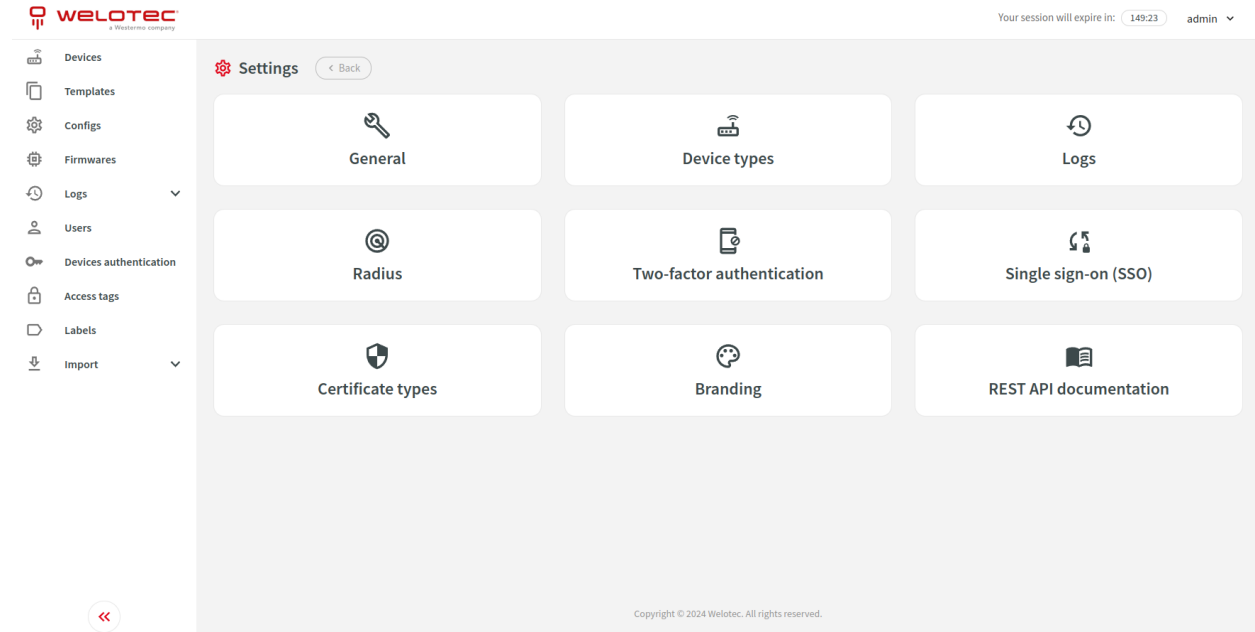 WELOTEC
a Westermo company
Your session will expire in: 149:23 admin
Devices
Templates
Configs
Firmwares
Logs
Users
Devices authentication
Access tags
Labels
Import
Settings
Back
General
Device types
Logs
Radius
Two-factor authentication
Single sign-on (SSO)
Certificate types
Branding
REST API documentation
Copyright © 2024 Welotec. All rights reserved.